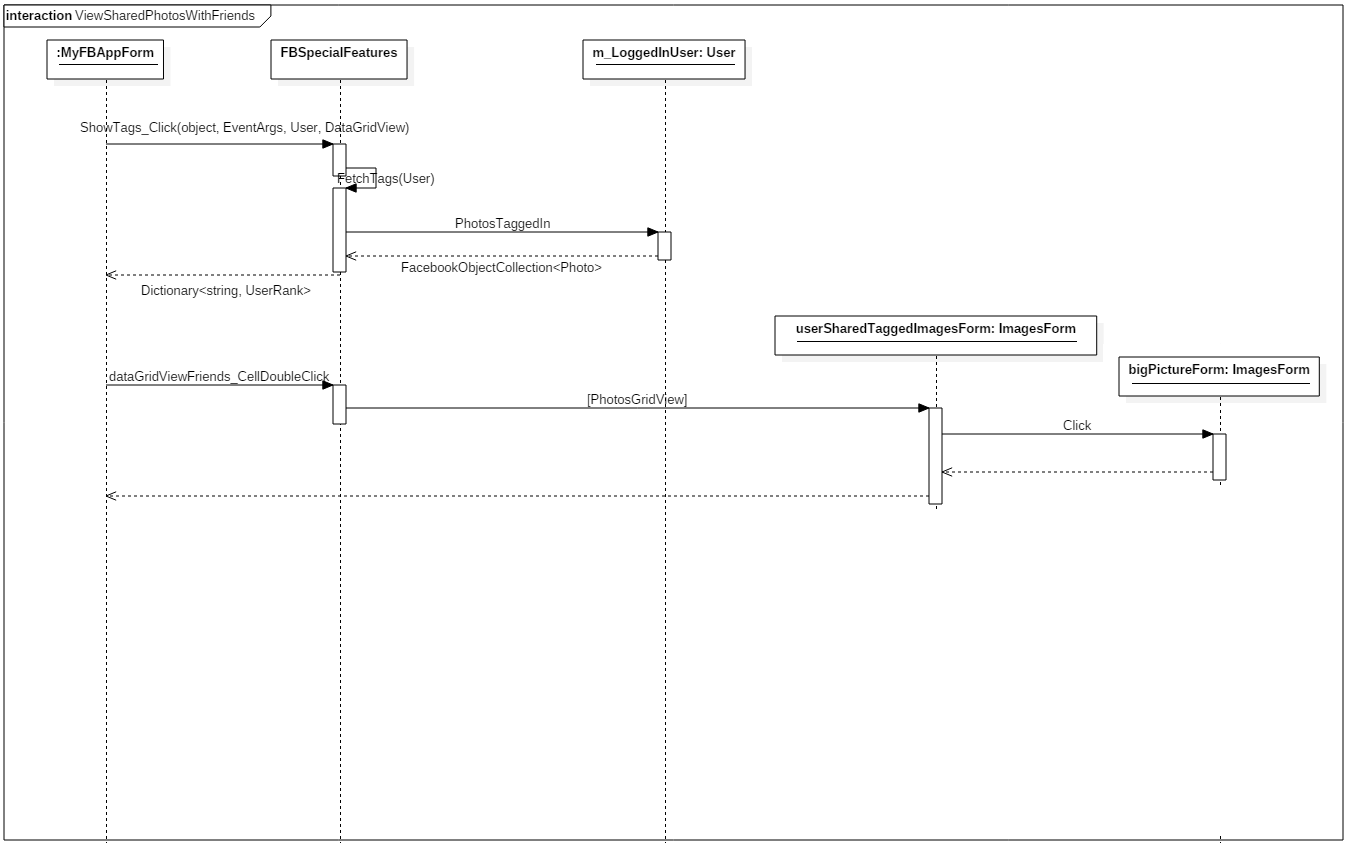 interaction ViewSharedPhotosWithFriends
:MyFBAppForm
FBSpecialFeatures
m_LoggedInUser: User
ShowTags_Click(object, EventArgs, User, DataGridView)
FetchTags(User)
PhotosTaggedIn
FacebookObjectCollection<Photo>
Dictionary<string, UserRank>
userSharedTaggedImagesForm: ImagesForm
bigPictureForm: ImagesForm
dataGridViewFriends_CellDoubleClick
[PhotosGridView]
Click